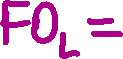 FO_L =